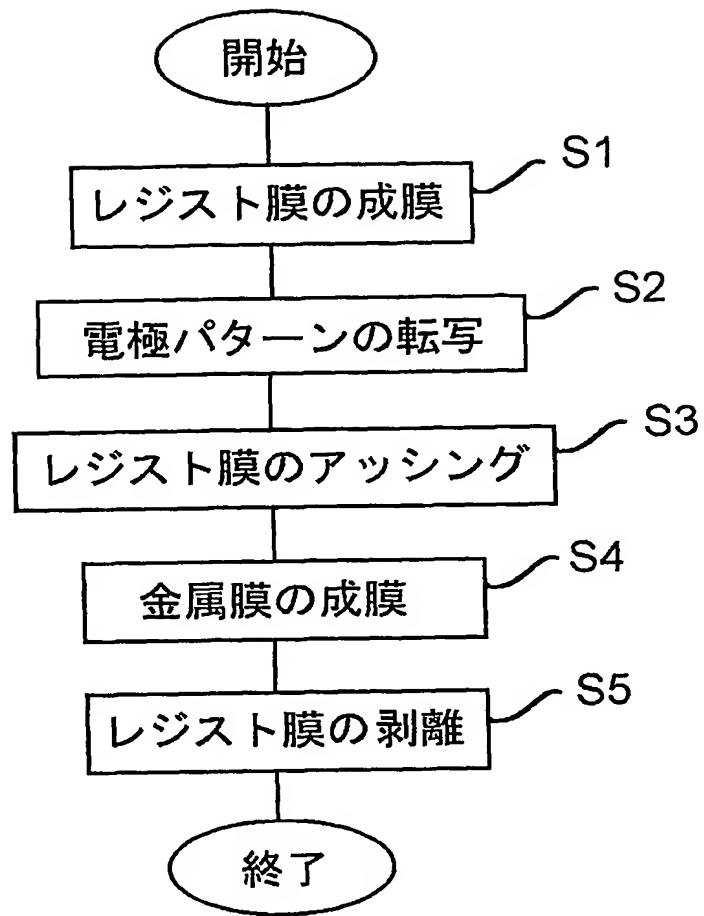 開始
レジスト膜の成膜
S1
電極パターンの転写
S2
レジスト膜のアッシング
S3
金属膜の成膜
S4
レジスト膜の剥離
S5
終了